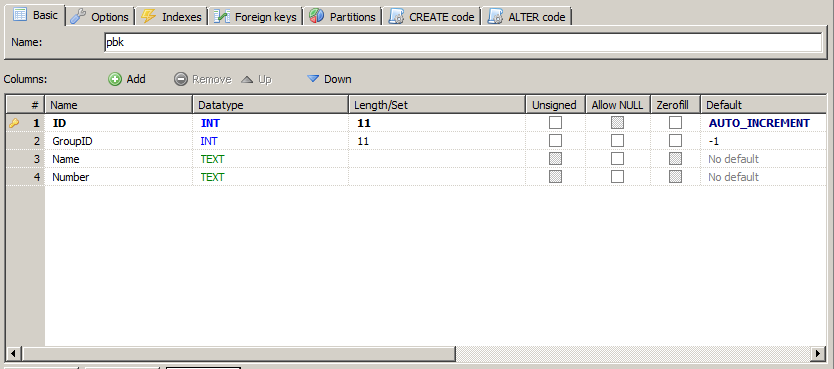 Basic Options Indexes Foreign keys Partitions CREATE code ALTER code
Name: pbk
Columns: Add Remove Up Down
# Name Datatype Length/Set Unsigned Allow NULL Zerofill Default
1 ID INT 11 AUTO_INCREMENT
2 GroupID INT 11 -1
3 Name TEXT No default
4 Number TEXT No default